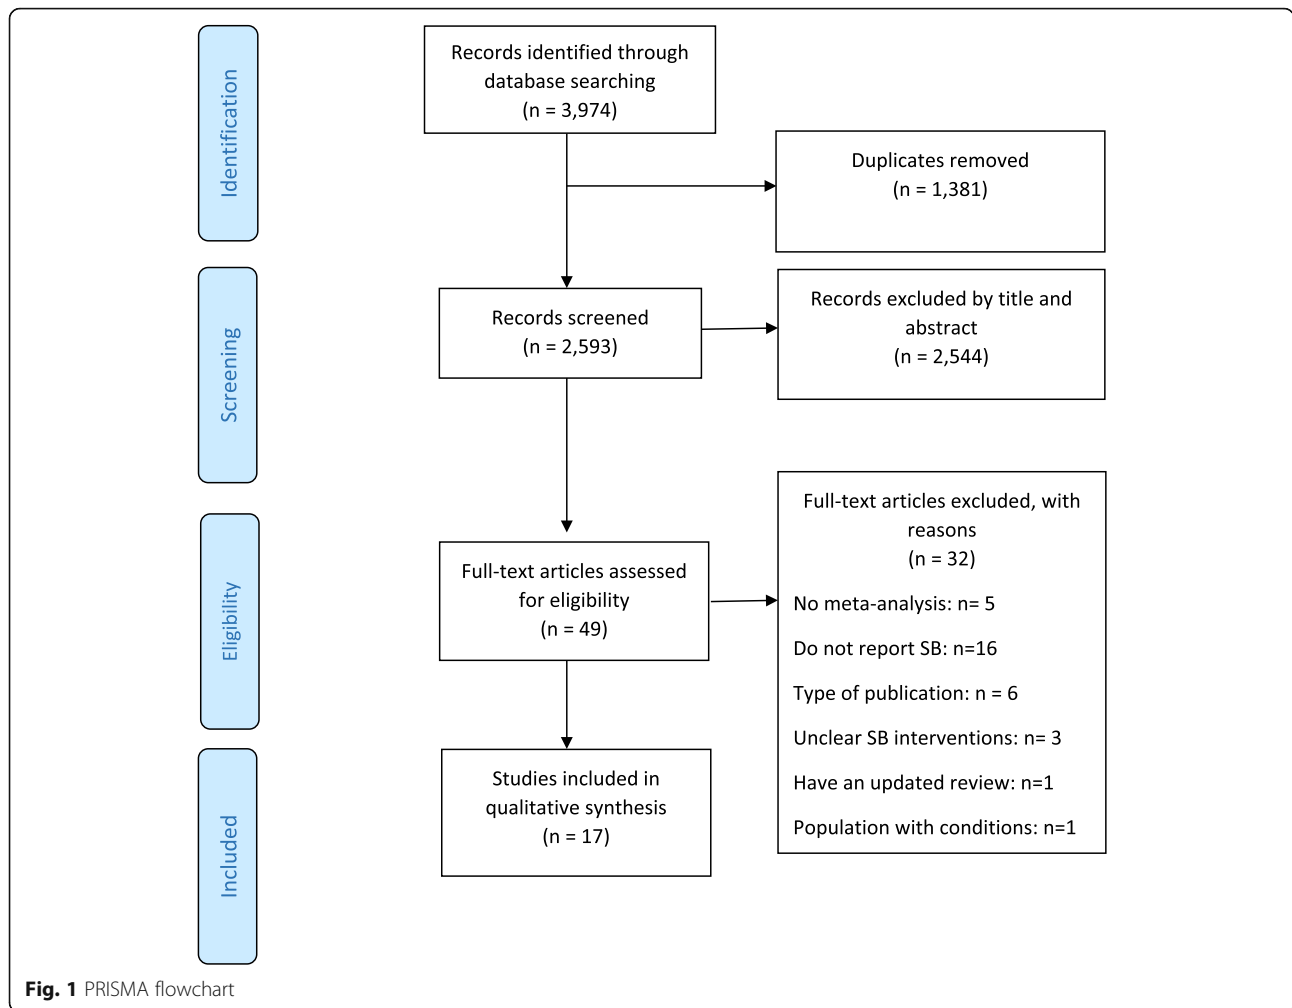 Identification
Records identified through
database searching
(n = 3,974)
Duplicates removed
(n = 1,381)
Screening
Records screened
(n = 2,593)
Records excluded by title and
abstract
(n = 2,544)
Eligibility
Full-text articles assessed
for eligibility
(n = 49)
Full-text articles excluded, with
reasons
(n = 32)
No meta-analysis: n= 5
Do not report SB: n=16
Type of publication: n = 6
Unclear SB interventions: n= 3
Have an updated review: n=1
Population with conditions: n=1
Included
Studies included in
qualitative synthesis
(n = 17)
Fig. 1 PRISMA flowchart